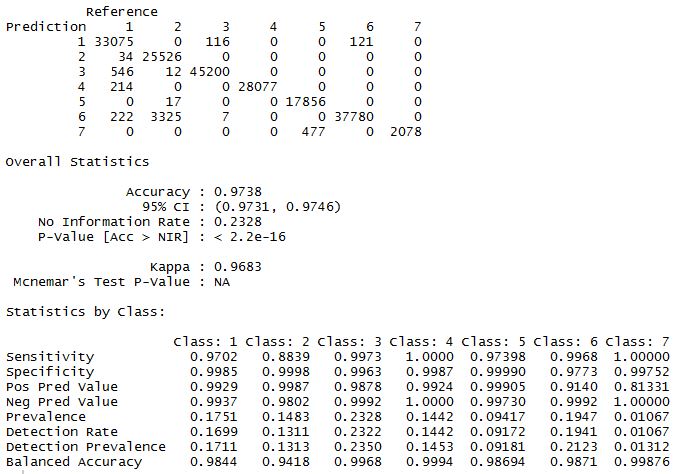 Reference
Prediction 1 2 3 4 5 6 7
1 33075 0 116 0 0 121 0
2 34 25526 0 0 0 0 0
3 546 12 45200 0 0 0 0
4 214 0 0 28077 0 0 0
5 0 17 0 0 17856 0 0
6 222 3325 7 0 0 37780 0
7 0 0 0 0 477 0 2078
Overall Statistics
Accuracy : 0.9738
95% CI : (0.9731, 0.9746)
No Information Rate : 0.2328
P-Value [Acc > NIR] : < 2.2e-16
Kappa : 0.9683
Mcnemar's Test P-Value : NA
Statistics by Class:
Class: 1 Class: 2 Class: 3 Class: 4 Class: 5 Class: 6 Class: 7
Sensitivity 0.9702 0.8839 0.9973 1.0000 0.97398 0.9968 1.00000
Specificity 0.9985 0.9998 0.9963 0.9987 0.99990 0.9773 0.99752
Pos Pred Value 0.9929 0.9987 0.9878 0.9924 0.99905 0.9140 0.81331
Neg Pred Value 0.9937 0.9802 0.9992 1.0000 0.99730 0.9992 1.00000
Prevalence 0.1751 0.1483 0.2328 0.1442 0.09417 0.1947 0.01067
Detection Rate 0.1699 0.1311 0.2322 0.1442 0.09172 0.1941 0.01067
Detection Prevalence 0.1711 0.1313 0.2350 0.1453 0.09181 0.2123 0.01312
Balanced Accuracy 0.9844 0.9418 0.9968 0.9994 0.98694 0.9871 0.99876